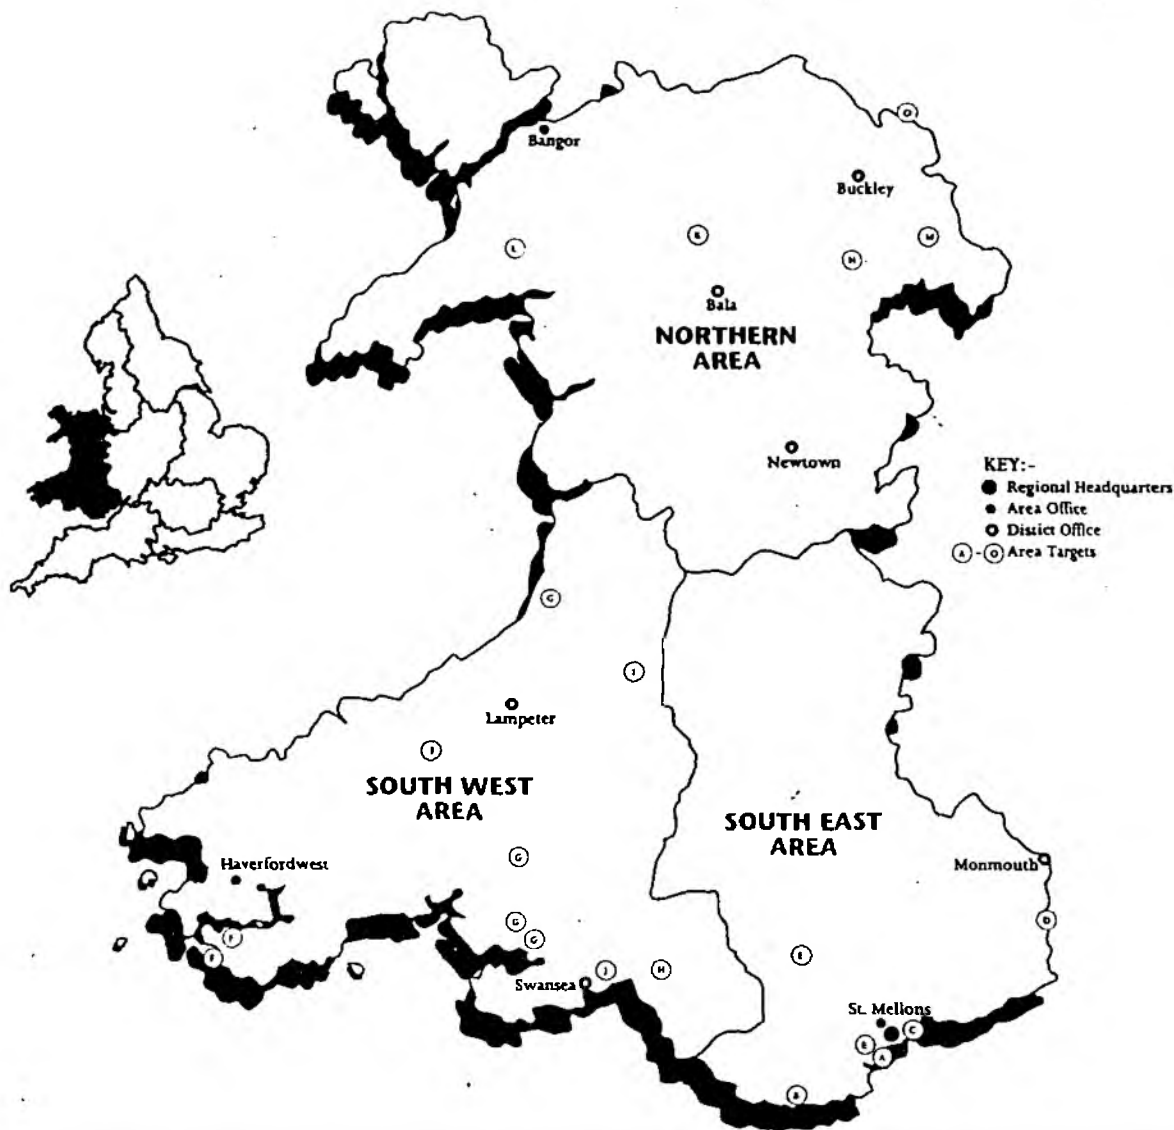 Bangor
O
Buckley
L
K
M
N
Bala
NORTHERN
AREA
Newtown
KEY:-
Regional Headquarters
Area Office
Distict Office
A - O Area Targets
G
I
Lampeter
SOUTH WEST
AREA
SOUTH EAST
AREA
G
Haverfordwest
Monmouth
G
D
F
G
F
E
Swansea
J
H
St. Mellons
C
A